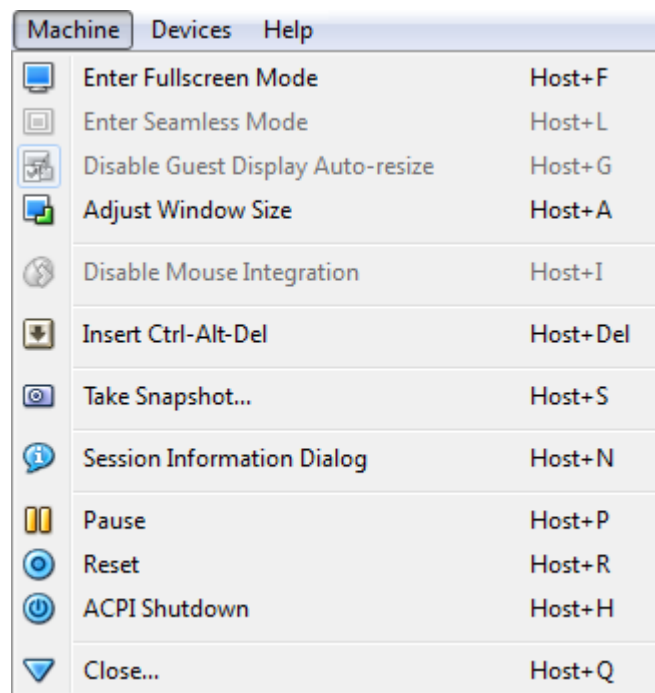 Machine Devices Help
Enter Fullscreen Mode Host+F
Enter Seamless Mode Host+L
Disable Guest Display Auto-resize Host+G
Adjust Window Size Host+A
Disable Mouse Integration Host+I
Insert Ctrl-Alt-Del Host+Del
Take Snapshot... Host+S
Session Information Dialog Host+N
Pause Host+P
Reset Host+R
ACPI Shutdown Host+H
Close... Host+Q